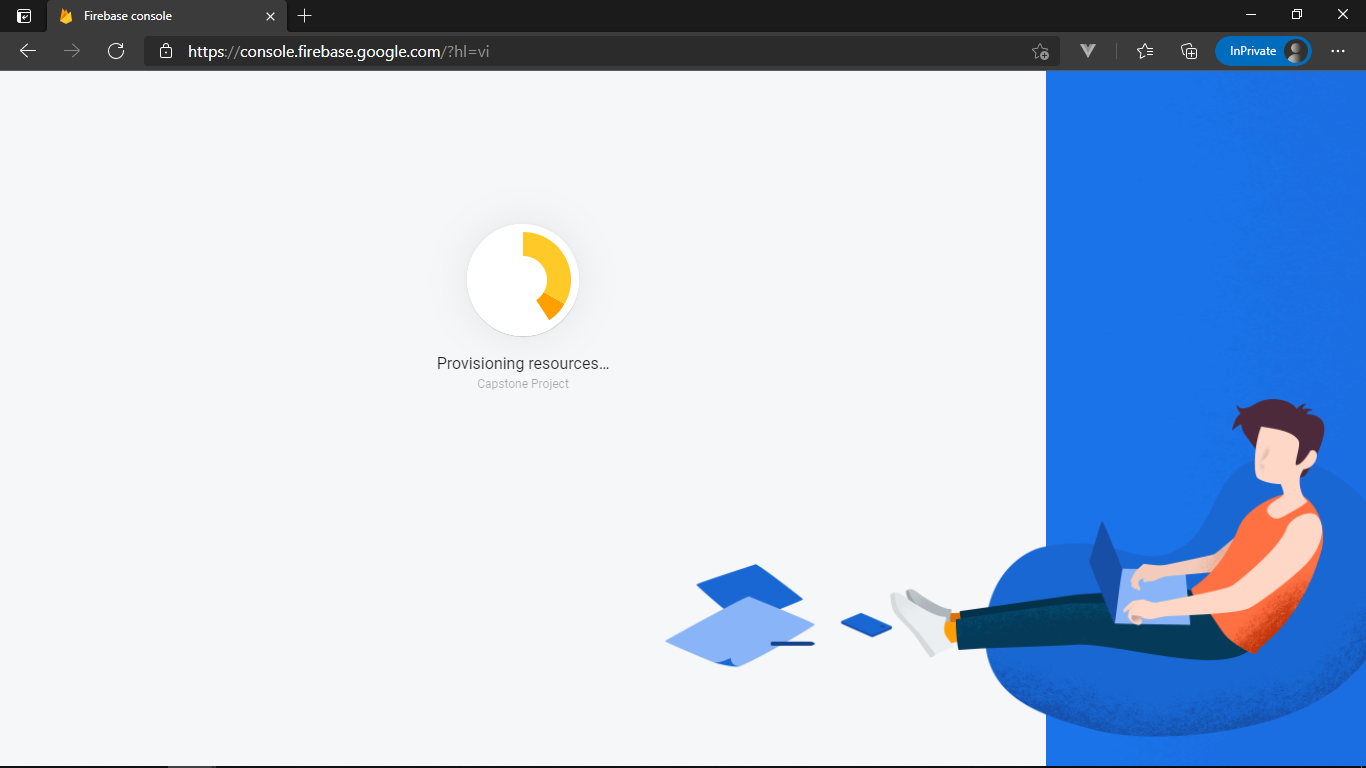 Firebase console
https://console.firebase.google.com/?hl=vi
InPrivate
Provisioning resources...
Capstone Project